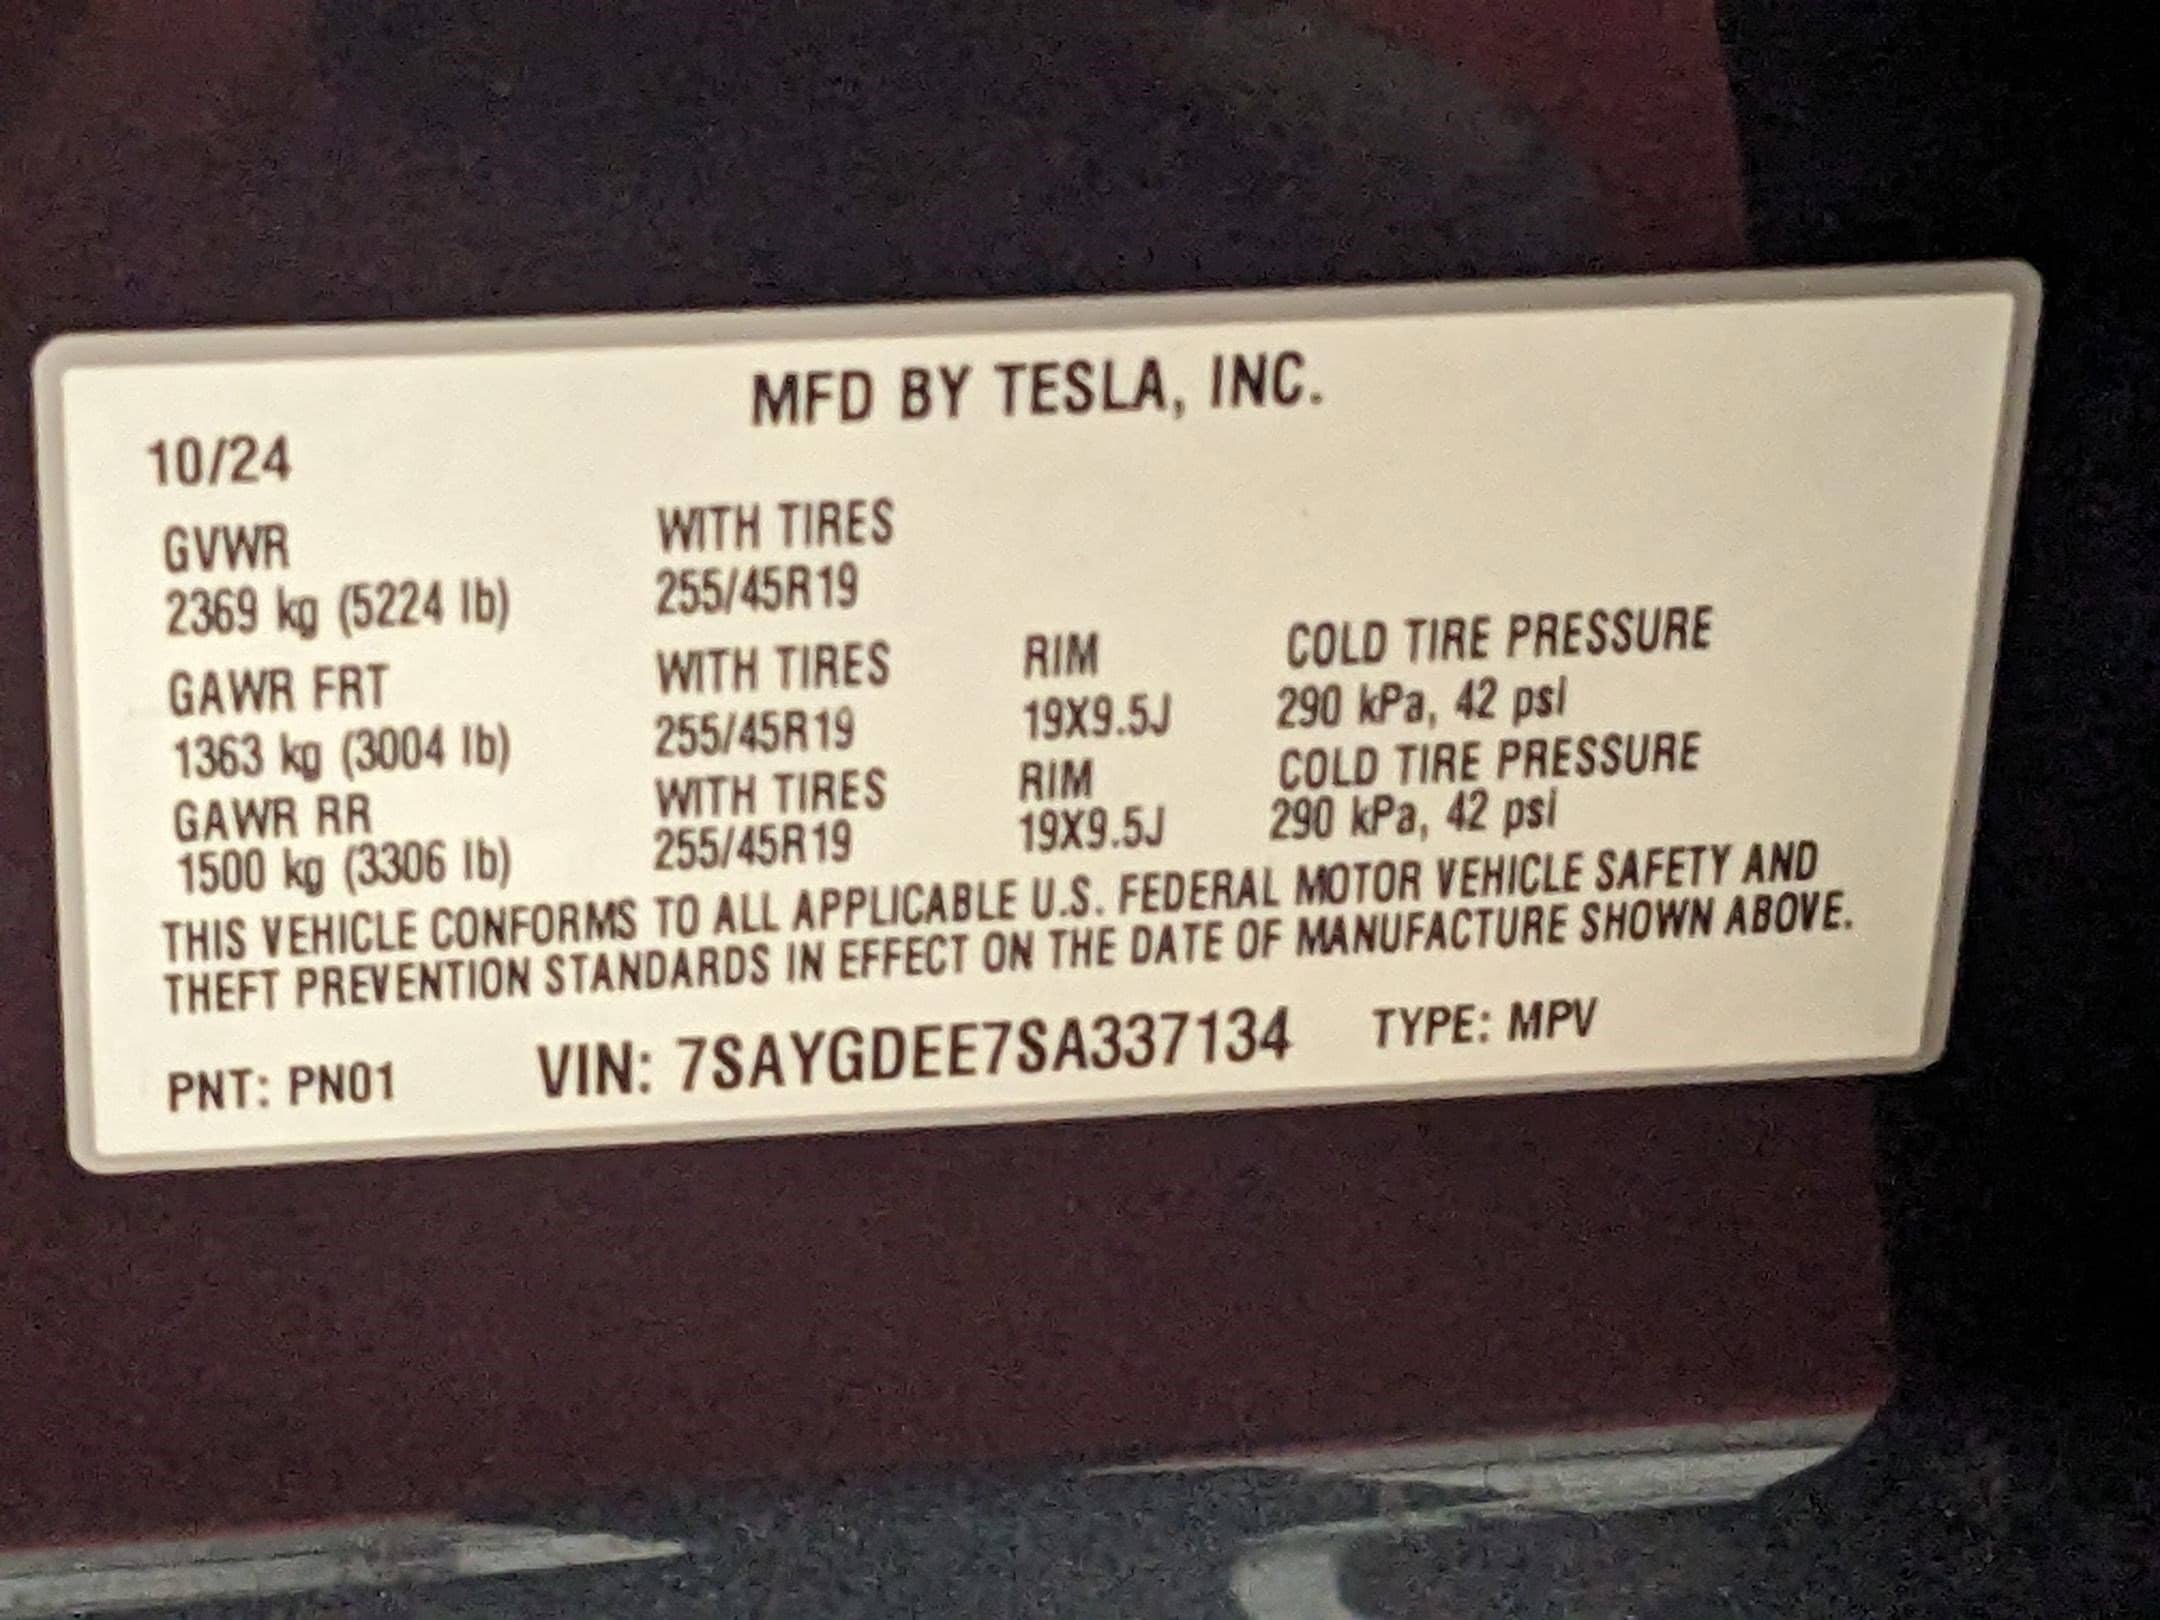 MFD BY TESLA, INC.
10/24
GVWR WITH TIRES
2369 kg (5224 lb) 255/45R19
GAWR FRT WITH TIRES RIM COLD TIRE PRESSURE
1363 kg (3004 lb) 255/45R19 19X9.5J 290 kPa, 42 psi
GAWR RR WITH TIRES RIM COLD TIRE PRESSURE
1500 kg (3306 lb) 255/45R19 19X9.5J 290 kPa, 42 psi
THIS VEHICLE CONFORMS TO ALL APPLICABLE U.S. FEDERAL MOTOR VEHICLE SAFETY AND
THEFT PREVENTION STANDARDS IN EFFECT ON THE DATE OF MANUFACTURE SHOWN ABOVE.
PNT: PN01 VIN: 7SAYGDEE7SA337134 TYPE: MPV